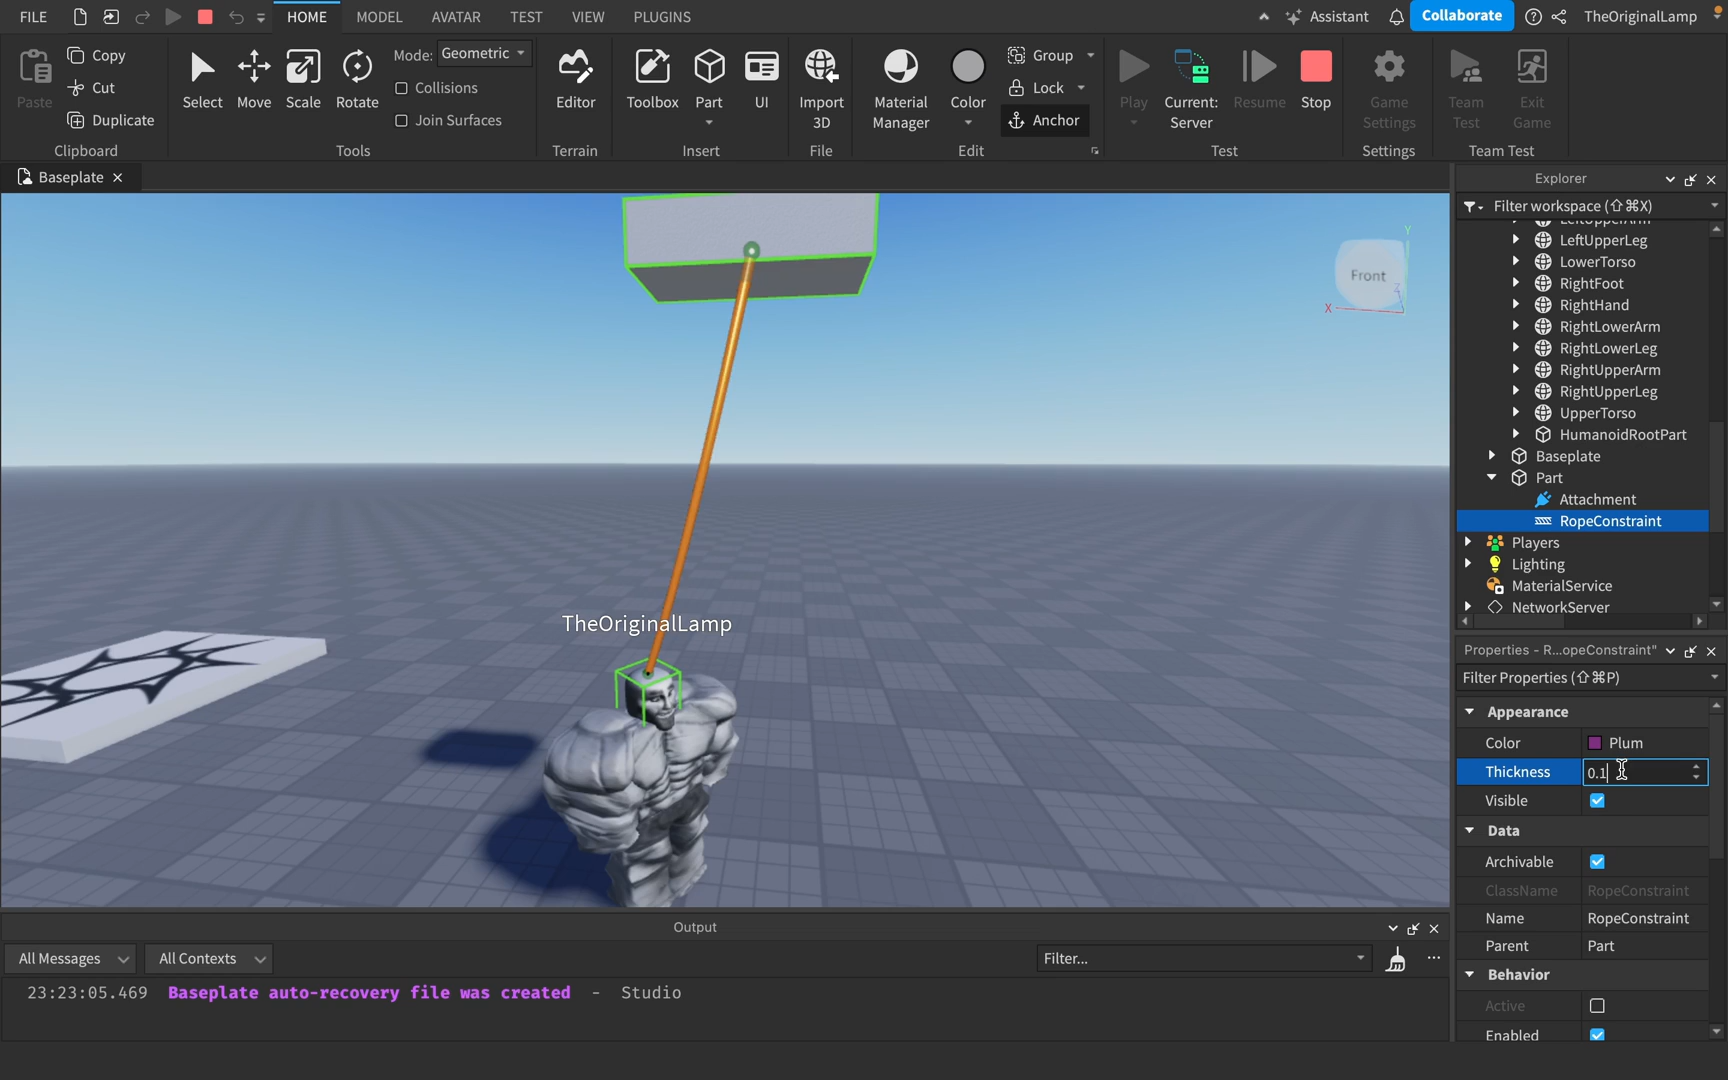 FILE HOME MODEL AVATAR TEST VIEW PLUGINS Assistant Collaborate TheOriginalLamp
Paste Copy Cut Duplicate Clipboard
Select Move Scale Rotate Mode: Geometric Collisions Join Surfaces Tools
Editor Terrain
Toolbox Part UI Insert
Import 3D File
Material Manager Color Group Lock Anchor Edit
Play Current: Server Resume Stop Test
Game Settings Settings
Team Test Exit Game Team Test
Baseplate
Front
Y
X
Z
TheOriginalLamp
Explorer
Filter workspace (⇧⌘X)
LeftUpperArm
LeftUpperLeg
LowerTorso
RightFoot
RightHand
RightLowerArm
RightLowerLeg
RightUpperArm
RightUpperLeg
UpperTorso
HumanoidRootPart
Baseplate
Part
Attachment
RopeConstraint
Players
Lighting
MaterialService
NetworkServer
Properties - R...opeConstraint"
Filter Properties (⇧⌘P)
Appearance
Color Plum
Thickness 0.1
Visible
Data
Archivable
ClassName RopeConstraint
Name RopeConstraint
Parent Part
Behavior
Active
Enabled
Output
All Messages All Contexts Filter...
23:23:05.469 Baseplate auto-recovery file was created - Studio